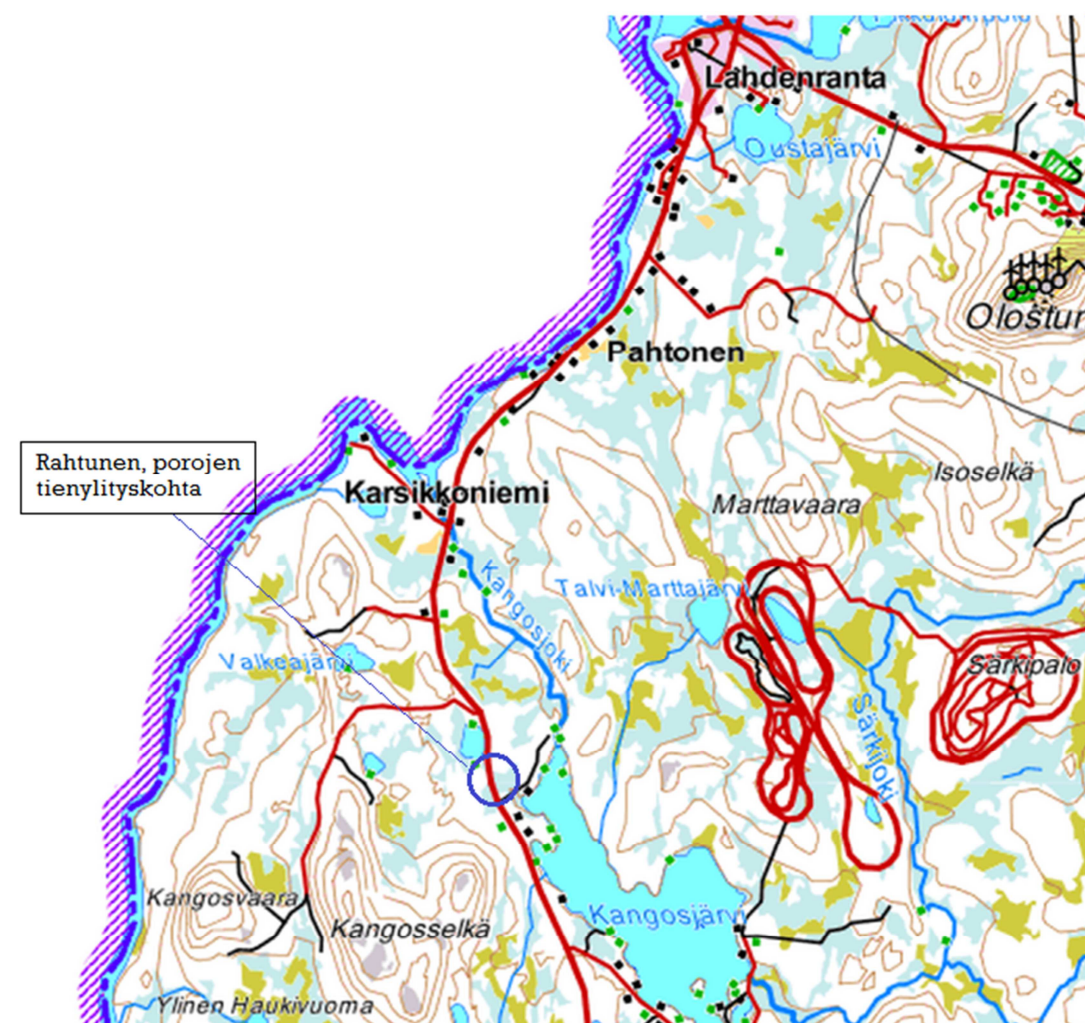 Lahdenranta
Oustajärvi
Olostun
Pahtonen
Rahtunen, porojen
tienylityskohta
Karsikkoniemi
Isoselkä
Marttavaara
Kangosjoki
Talvi-Marttajärvi
Valkeajärvi
Särkipalo
Särkijoki
Kangosvaara
Kangosselkä
Kangosjärvi
Ylinen Haukivuoma